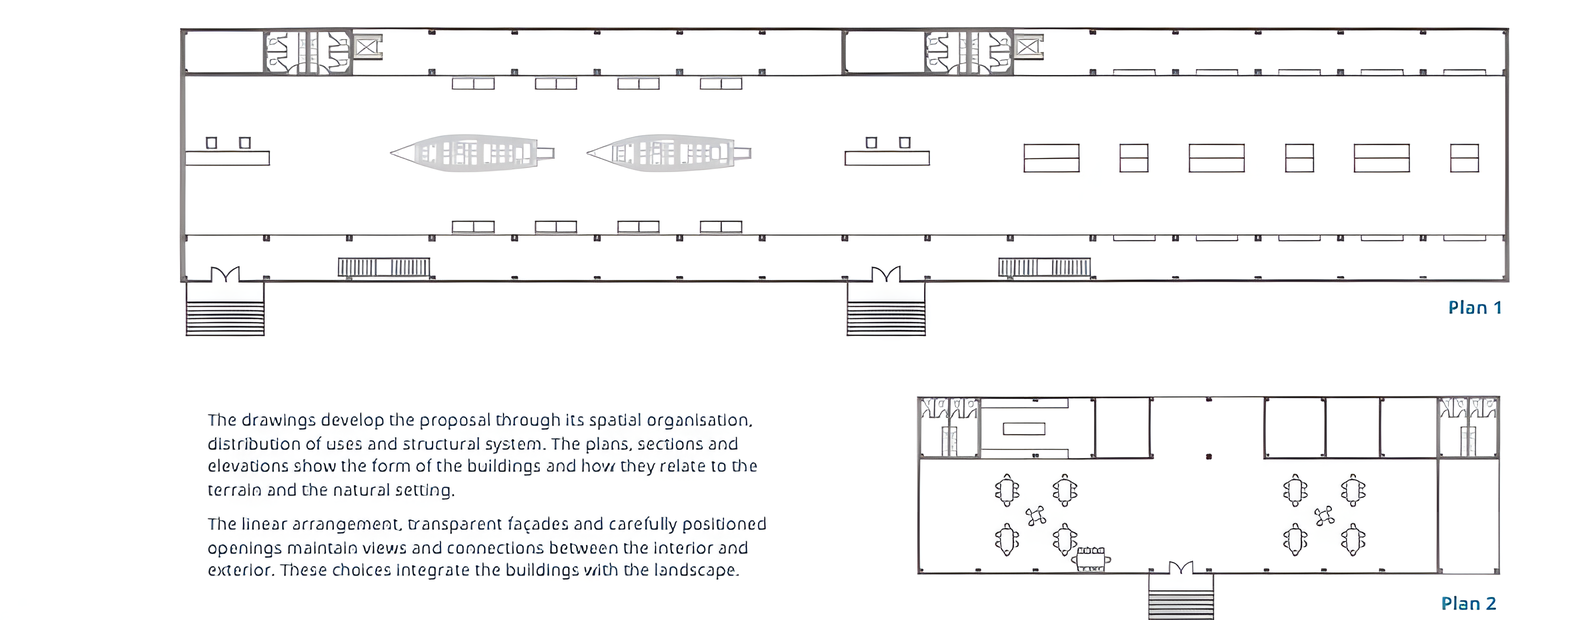 Plan 1
The drawings develop the proposal through its spatial organisation,
distribution of uses and structural system. The plans, sections and
elevations show the form of the buildings and how they relate to the
terrain and the natural setting.
The linear arrangement, transparent façades and carefully positioned
openings maintain views and connections between the interior and
exterior. These choices integrate the buildings with the landscape.
Plan 2